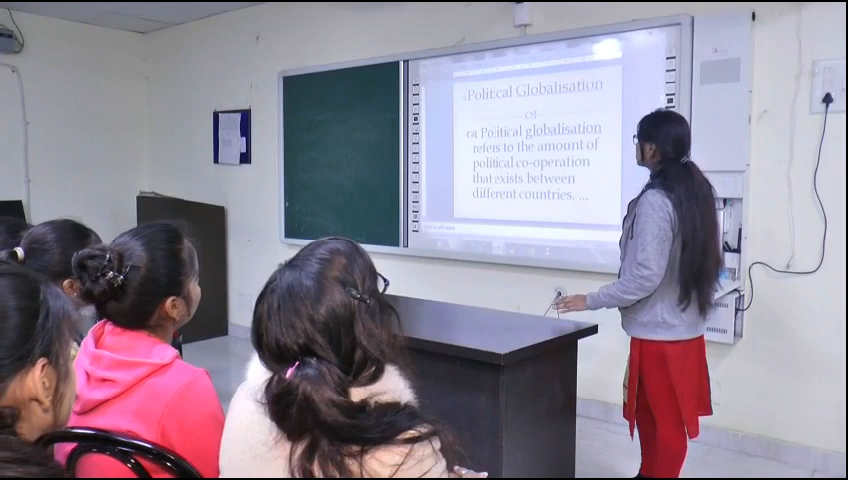 Political Globalisation
Political globalisation
refers to the amount of
political co-operation
that exists between
different countries. ...